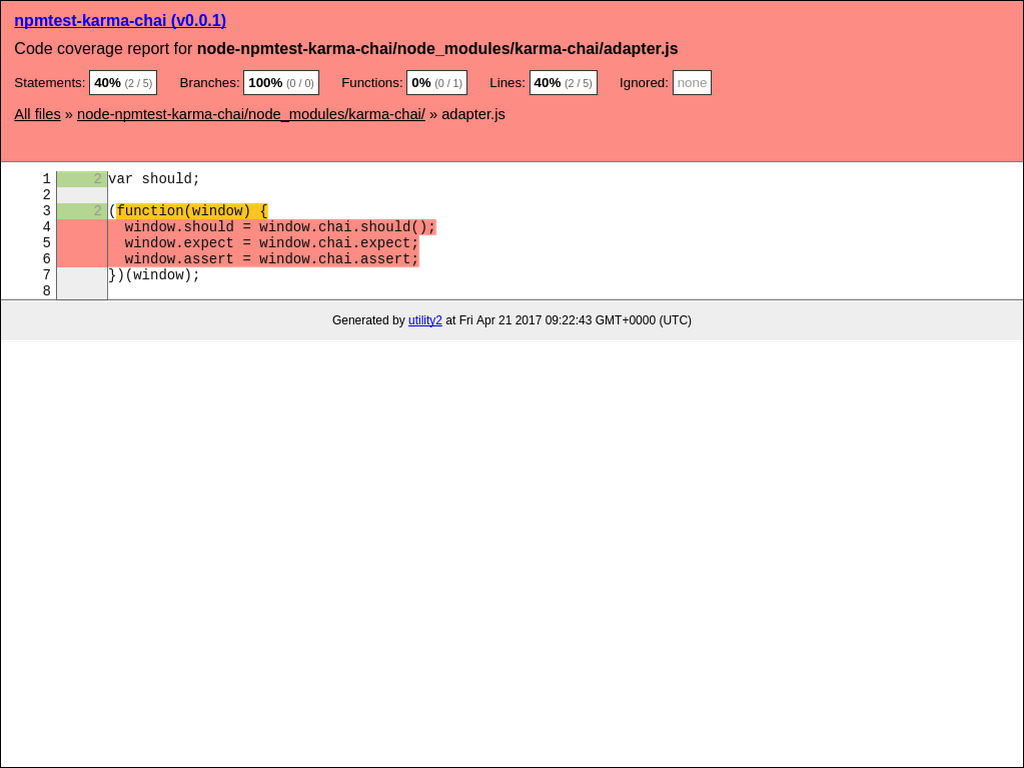 npmtest-karma-chai (v0.0.1)
Code coverage report for node-npmtest-karma-chai/node_modules/karma-chai/adapter.js
Statements: 40% (2 / 5) Branches: 100% (0 / 0) Functions: 0% (0 / 1) Lines: 40% (2 / 5) Ignored: none
All files » node-npmtest-karma-chai/node_modules/karma-chai/ » adapter.js
1 2 var should;
2
3 2 (function(window) {
4 window.should = window.chai.should();
5 window.expect = window.chai.expect;
6 window.assert = window.chai.assert;
7 })(window);
8
Generated by utility2 at Fri Apr 21 2017 09:22:43 GMT+0000 (UTC)